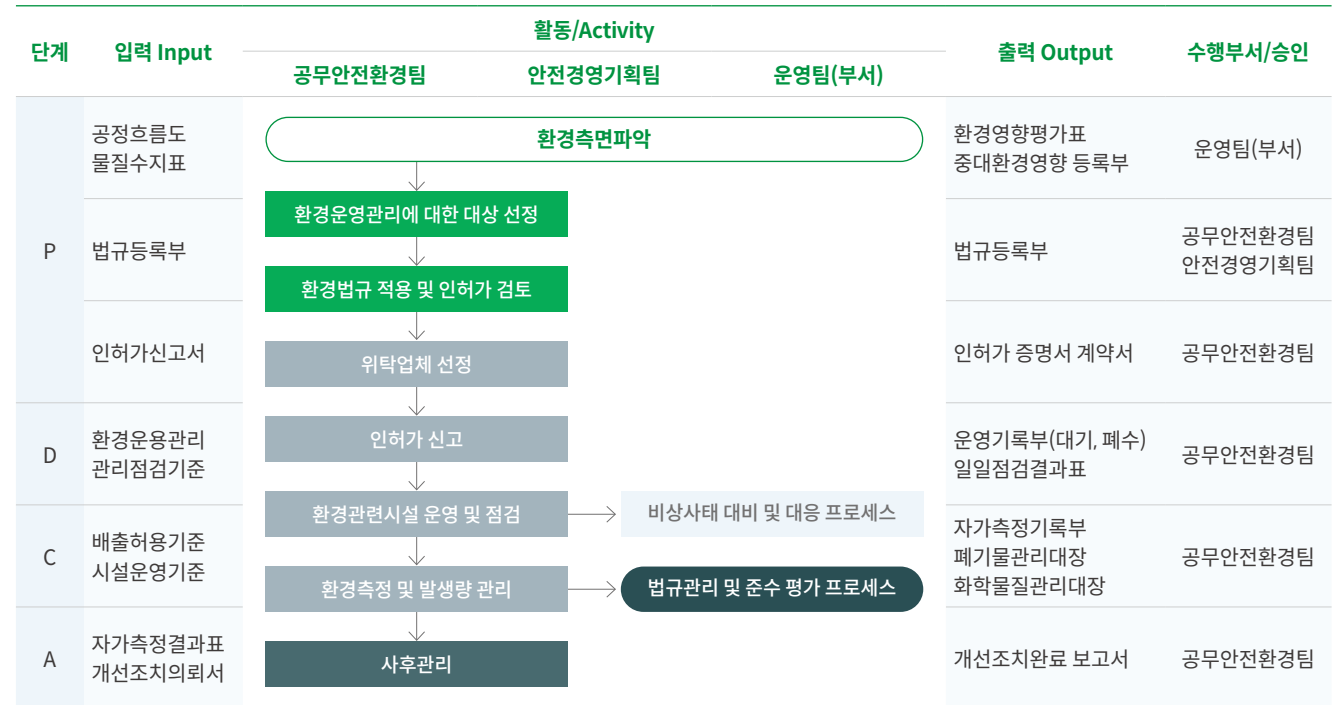 단계
입력 Input
활동/Activity
공무안전환경팀
안전경영기획팀
운영팀(부서)
출력 Output
수행부서/승인
P
공정흐름도
물질수지표
환경측면파악
환경영향평가표
중대환경영향 등록부
운영팀(부서)
환경운영관리에 대한 대상 선정
법규등록부
환경법규 적용 및 인허가 검토
법규등록부
공무안전환경팀
안전경영기획팀
인허가신고서
위탁업체 선정
인허가 증명서 계약서
공무안전환경팀
D
환경운용관리
관리점검기준
인허가 신고
운영기록부(대기, 폐수)
일일점검결과표
공무안전환경팀
환경관련시설 운영 및 점검
비상사태 대비 및 대응 프로세스
C
배출허용기준
시설운영기준
환경측정 및 발생량 관리
법규관리 및 준수 평가 프로세스
자가측정기록부
폐기물관리대장
화학물질관리대장
공무안전환경팀
A
자가측정결과표
개선조치의뢰서
사후관리
개선조치완료 보고서
공무안전환경팀